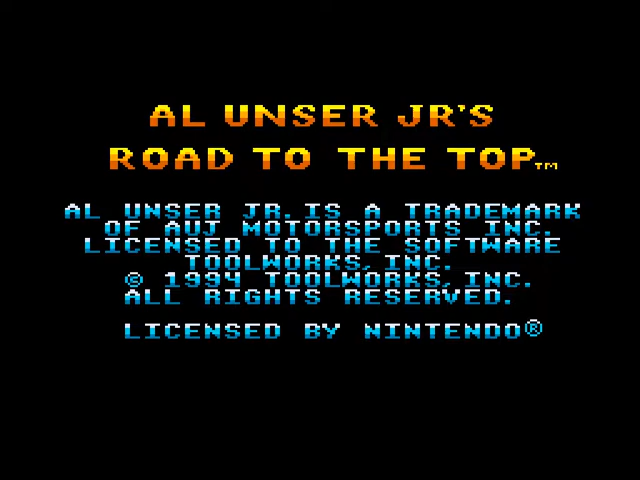 AL UNSER JR'S
ROAD TO THE TOP™
AL UNSER JR. IS A TRADEMARK
OF AUJ MOTORSPORTS INC.
LICENSED TO THE SOFTWARE
TOOLWORKS, INC.
© 1994 TOOLWORKS, INC.
ALL RIGHTS RESERVED.
LICENSED BY NINTENDO®